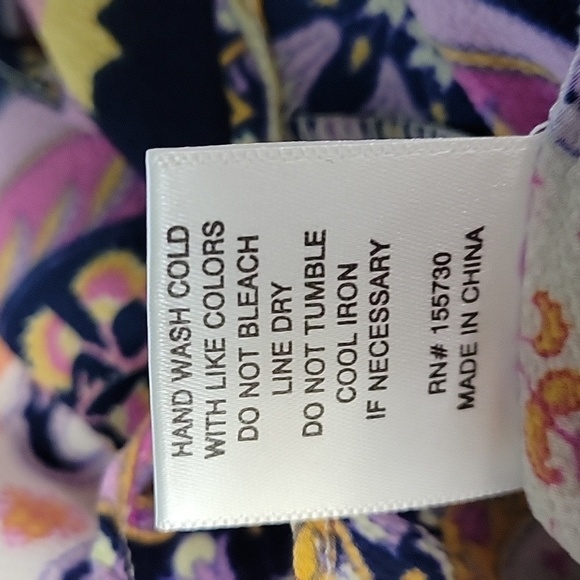 HAND WASH COLD
WITH LIKE COLORS
DO NOT BLEACH
LINE DRY
DO NOT TUMBLE
COOL IRON
IF NECESSARY
RN# 155730
MADE IN CHINA